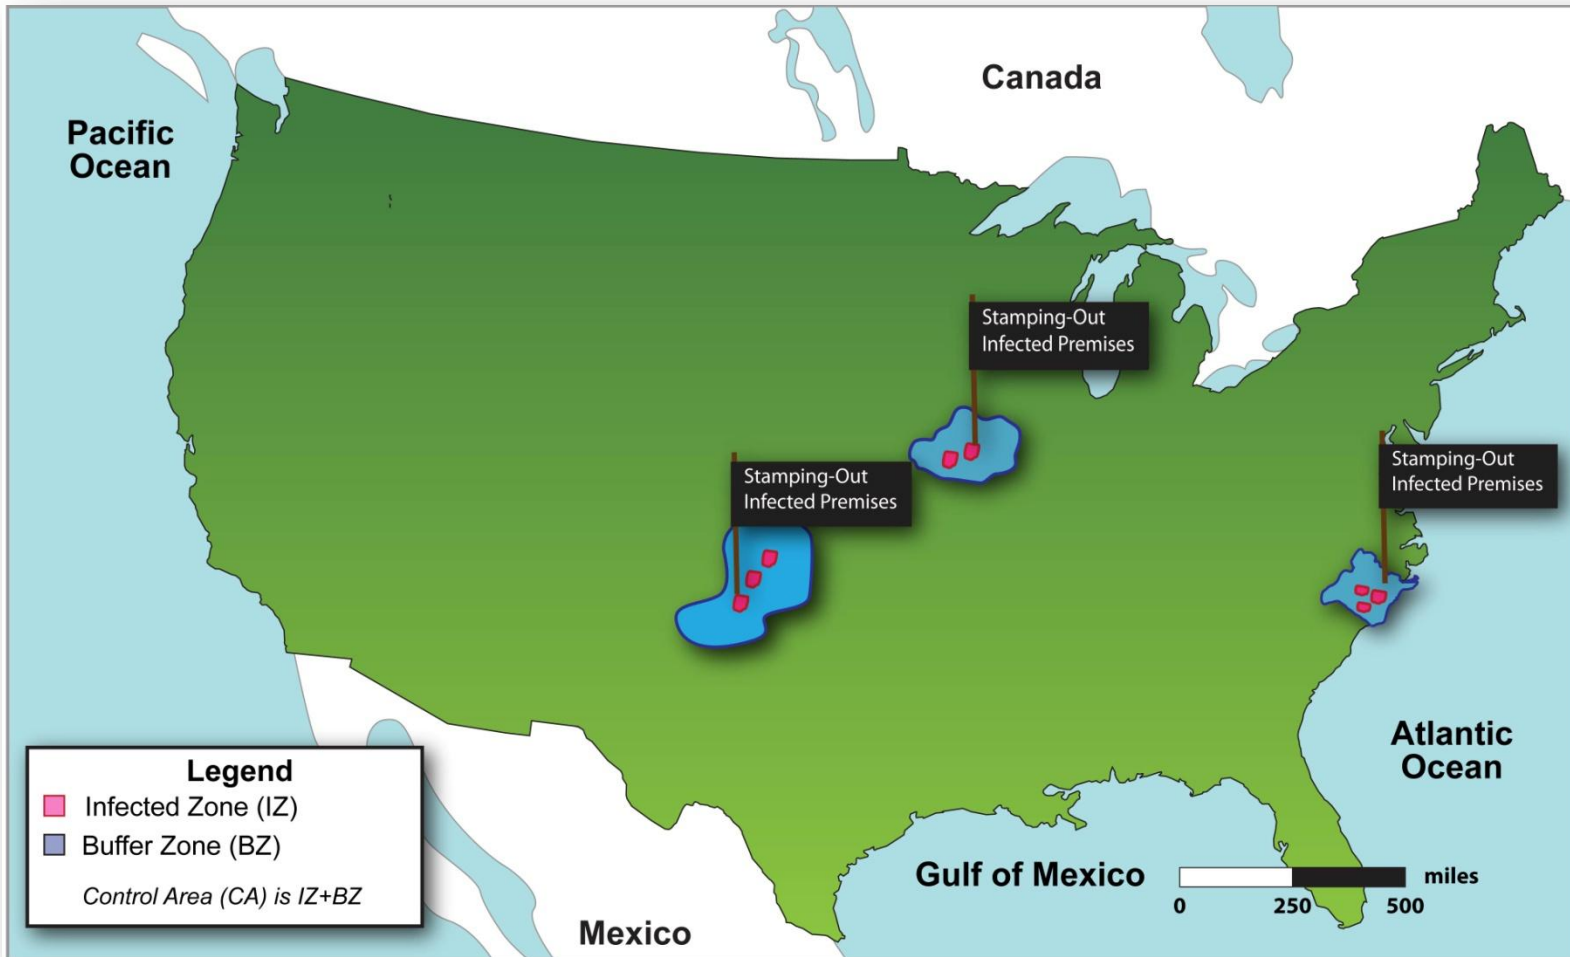 Canada
Pacific
Ocean
Stamping-Out
Infected Premises
Stamping-Out
Infected Premises
Stamping-Out
Infected Premises
Atlantic
Ocean
Legend
Infected Zone (IZ)
Buffer Zone (BZ)
Control Area (CA) is IZ+BZ
Gulf of Mexico
miles
0 250 500
Mexico